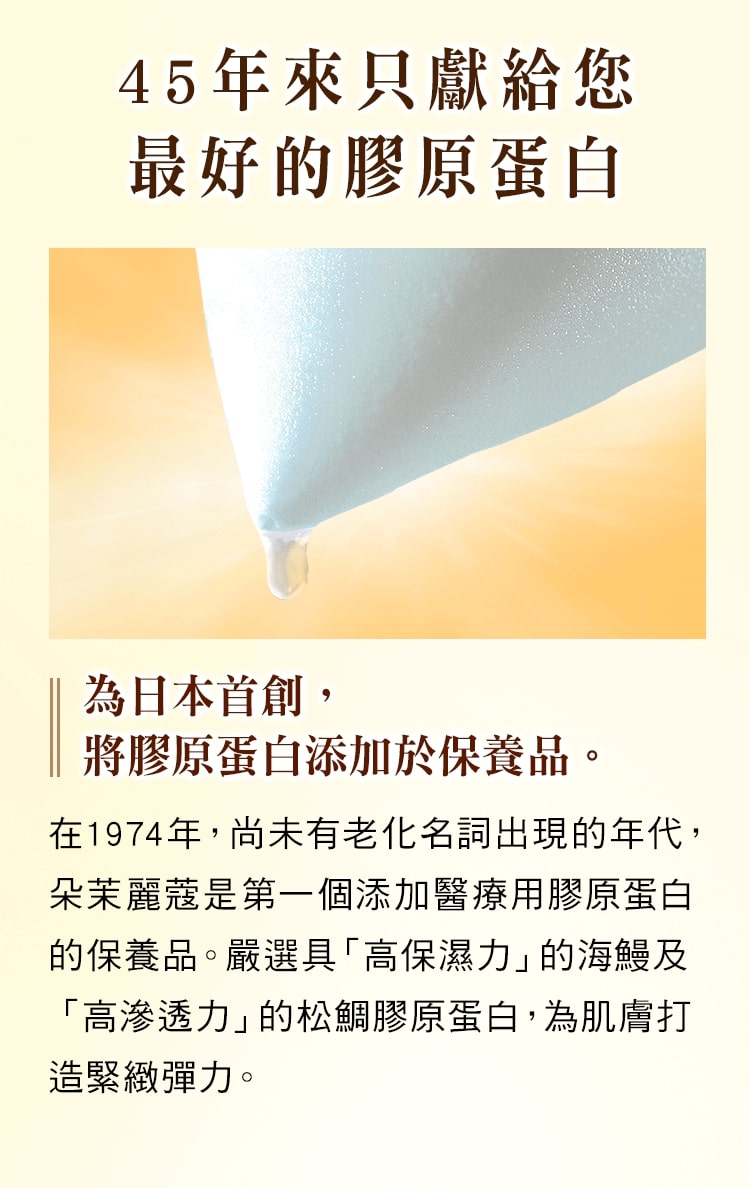 45年來只獻給您
最好的膠原蛋白
為日本首創，
將膠原蛋白添加於保養品。
在1974年，尚未有老化名詞出現的年代，
朵茉麗蔻是第一個添加醫療用膠原蛋白
的保養品。嚴選具「高保濕力」的海鰻及
「高滲透力」的松鯛膠原蛋白，為肌膚打
造緊緻彈力。